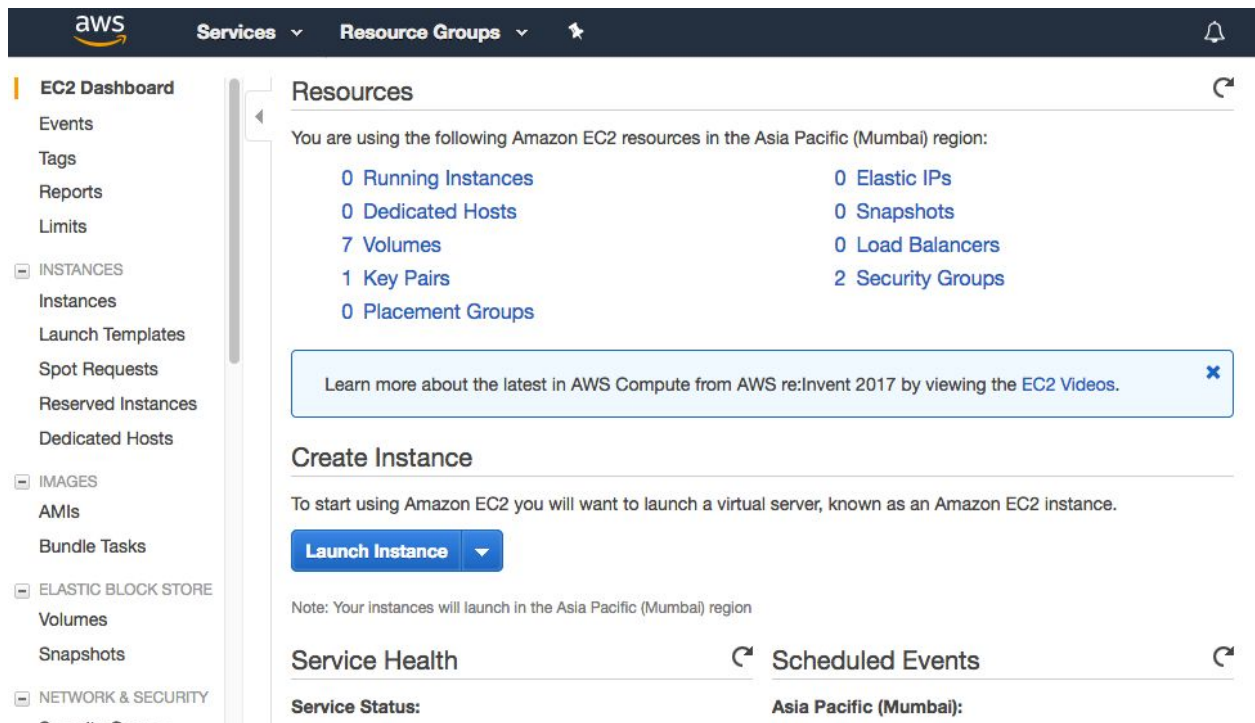 aws
Services
Resource Groups
EC2 Dashboard
Events
Tags
Reports
Limits
INSTANCES
Instances
Launch Templates
Spot Requests
Reserved Instances
Dedicated Hosts
IMAGES
AMIs
Bundle Tasks
ELASTIC BLOCK STORE
Volumes
Snapshots
NETWORK & SECURITY
Resources
You are using the following Amazon EC2 resources in the Asia Pacific (Mumbai) region:
0 Running Instances
0 Dedicated Hosts
7 Volumes
1 Key Pairs
0 Placement Groups
0 Elastic IPs
0 Snapshots
0 Load Balancers
2 Security Groups
Learn more about the latest in AWS Compute from AWS re:Invent 2017 by viewing the EC2 Videos.
Create Instance
To start using Amazon EC2 you will want to launch a virtual server, known as an Amazon EC2 instance.
Launch Instance
Note: Your instances will launch in the Asia Pacific (Mumbai) region
Service Health
Service Status:
Scheduled Events
Asia Pacific (Mumbai):